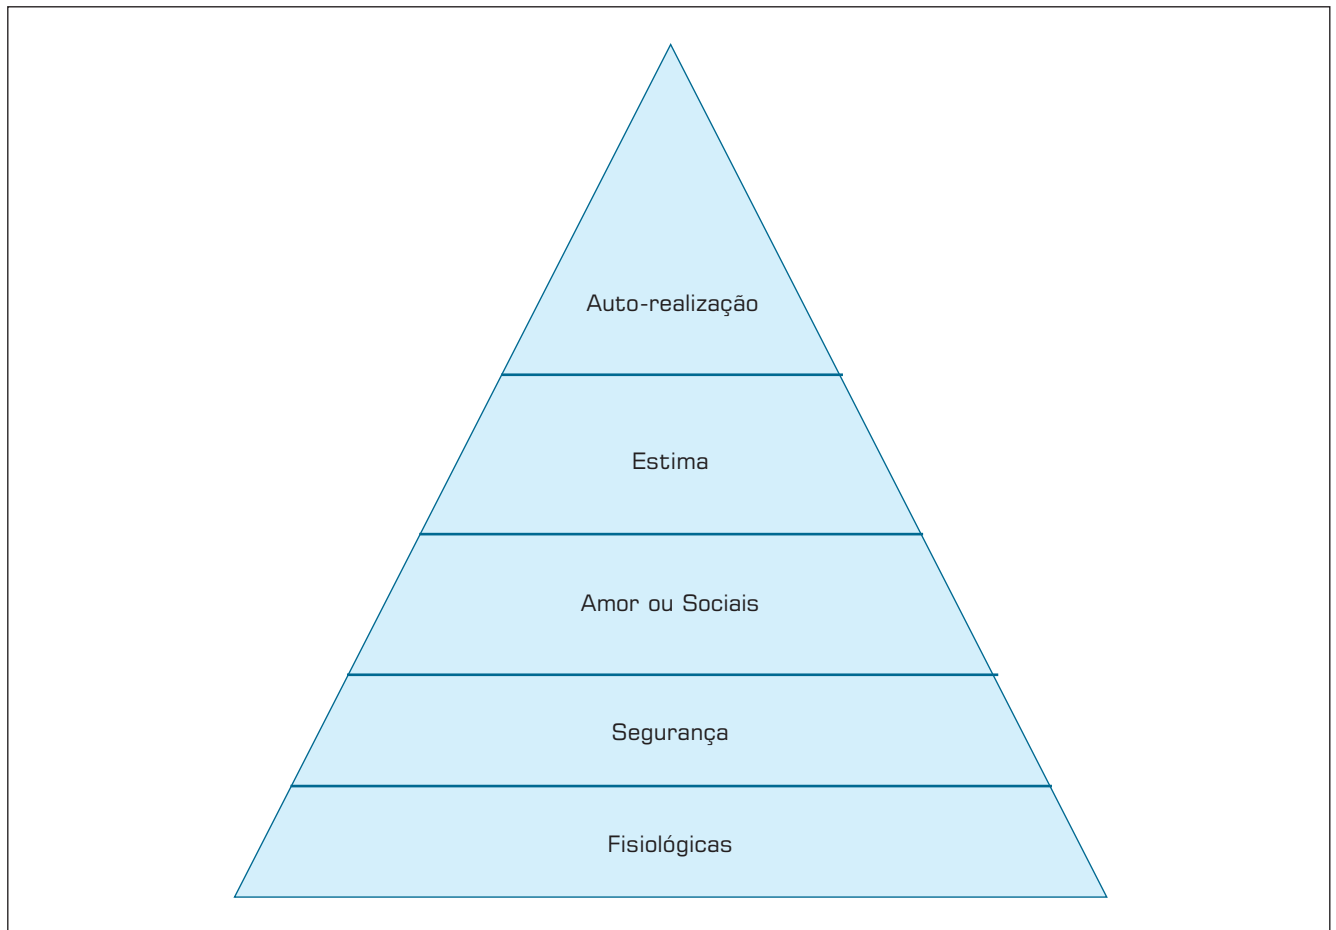 Auto-realização
Estima
Amor ou Sociais
Segurança
Fisiológicas